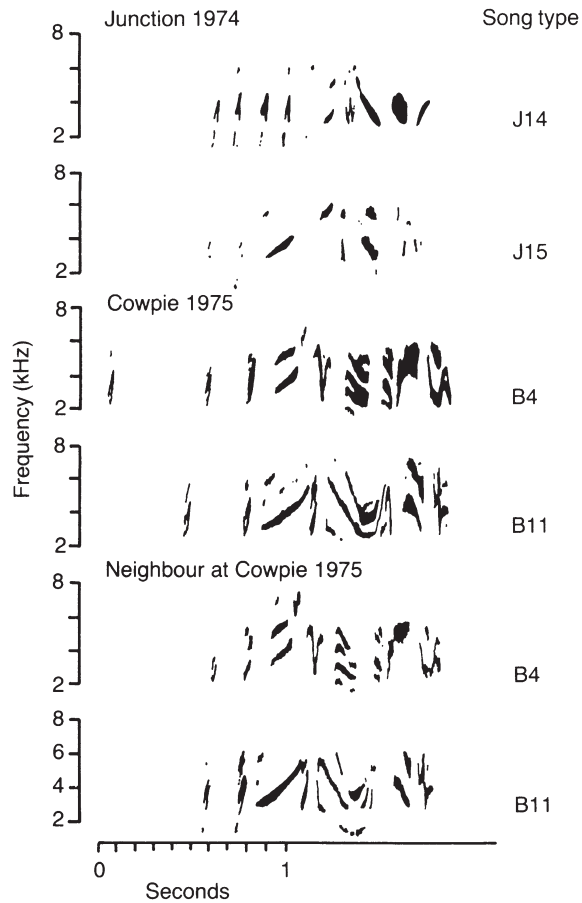 Junction 1974 Song type
8
2
J14
8
2
J15
Cowpie 1975
8
2
B4
8
2
B11
Neighbour at Cowpie 1975
8
2
B4
8
6
4
2
B11
Frequency (kHz)
0 1
Seconds